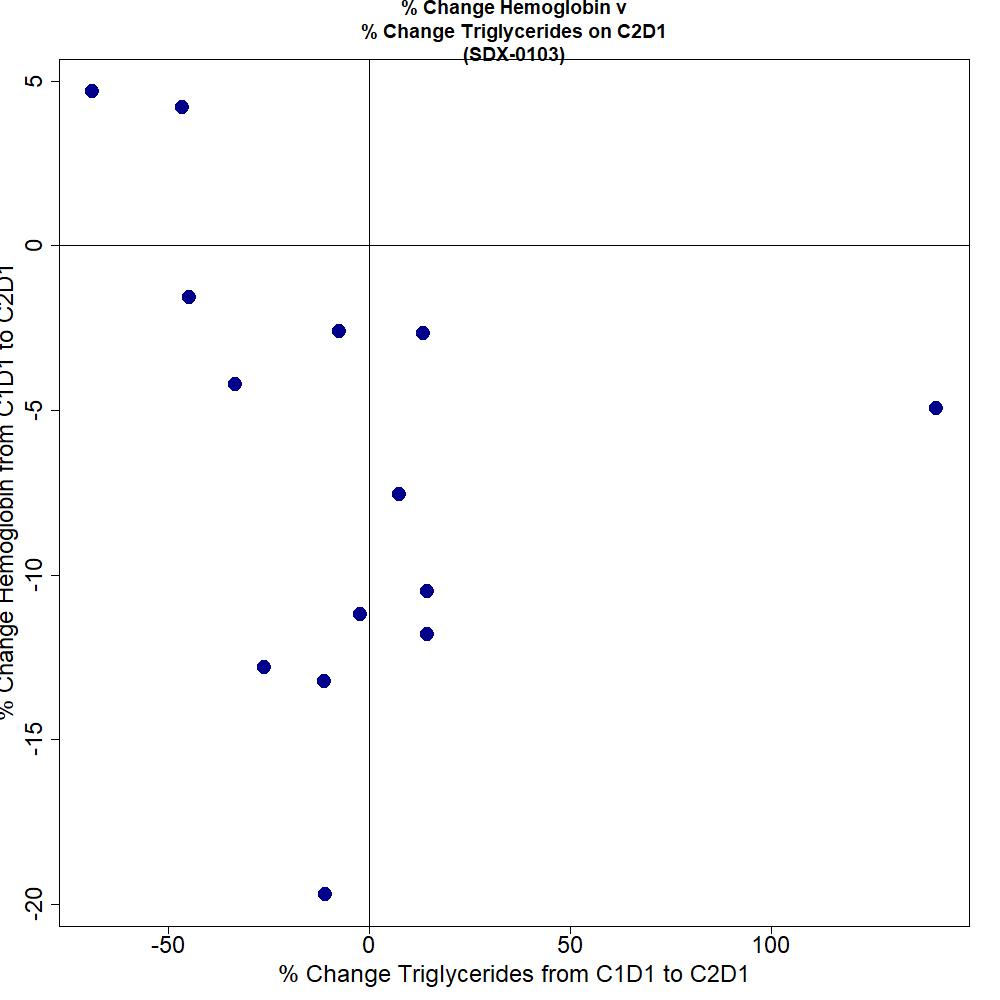 % Change Hemoglobin v
% Change Triglycerides on C2D1
(SDX-0103)
% Change Hemoglobin from C1D1 to C2D1
5
0
-5
-10
-15
-20
-50
0
50
100
% Change Triglycerides from C1D1 to C2D1